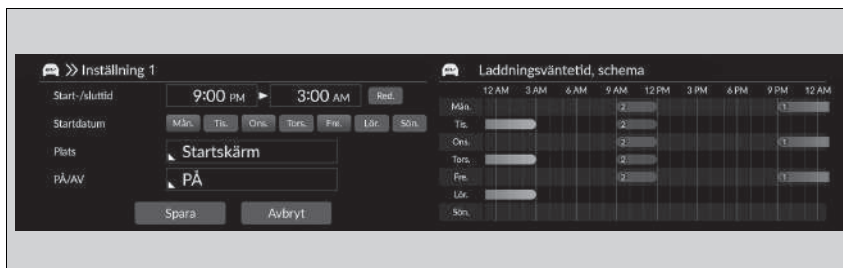 Inställning 1
Start-/sluttid 9:00 PM 3:00 AM Red.
Startdatum Mån. Tis. Ons. Tors. Fre. Lör. Sön.
Plats Startskärm
PÅ/AV PÅ
Spara Avbryt
Laddningsväntetid, schema
12 AM 3 AM 6 AM 9 AM 12 PM 3 PM 6 PM 9 PM 12 AM
Mån. 2 1
Tis. 2
Ons. 2 1
Tors. 2
Fre. 2 1
Lör.
Sön.